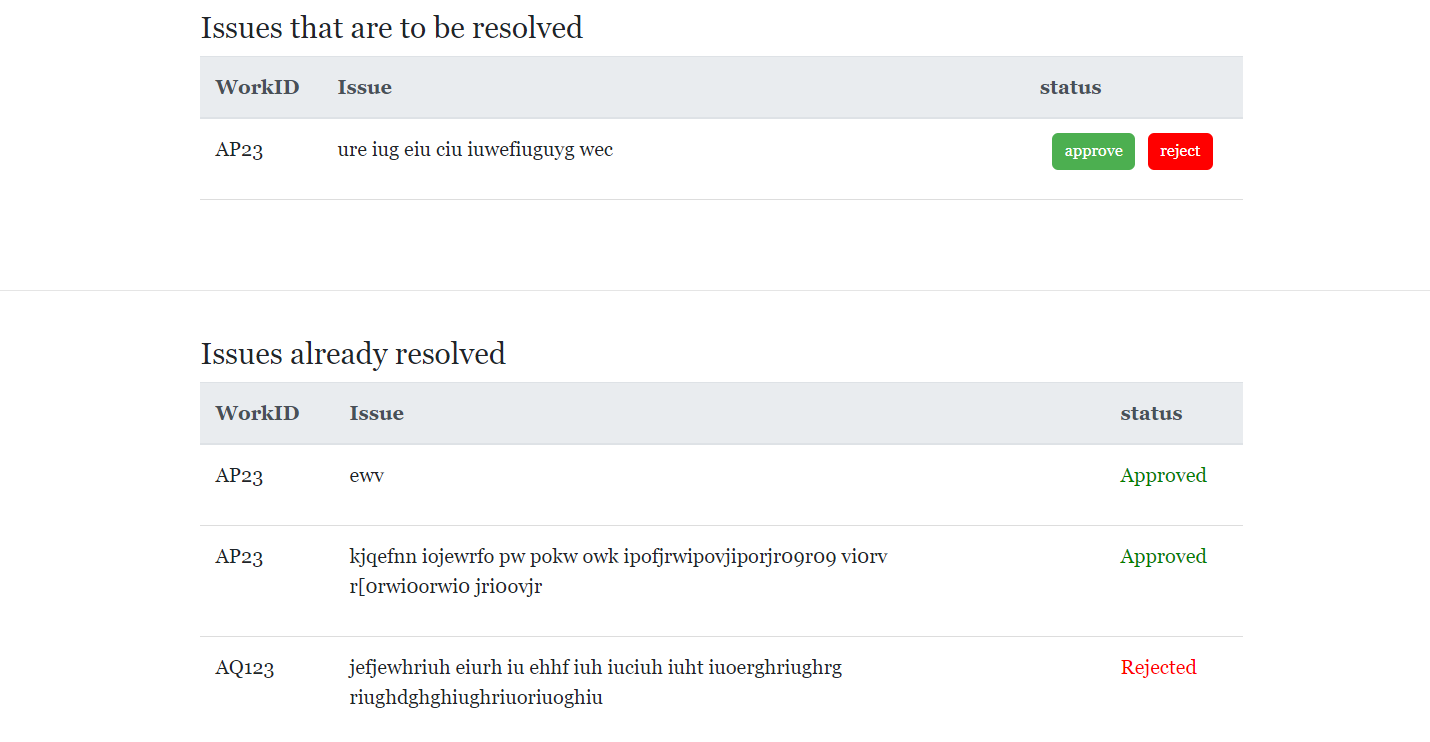 Issues that are to be resolved
WorkID Issue status
AP23 ure iug eiu ciu iuwefiuguyg wec approve reject
Issues already resolved
WorkID Issue status
AP23 ewv Approved
AP23 kjqefnn iojewrfo pw pokw owk ipofjrwipovjiporjr09r09 vi0rv Approved
r[0rwi00rwi0 jri00vjr
AQ123 jefjewhriuh eiurh iu ehhf iuh iuciuh iuht iuoerghriughrg Rejected
riughdghghiughriuoriuoghiu